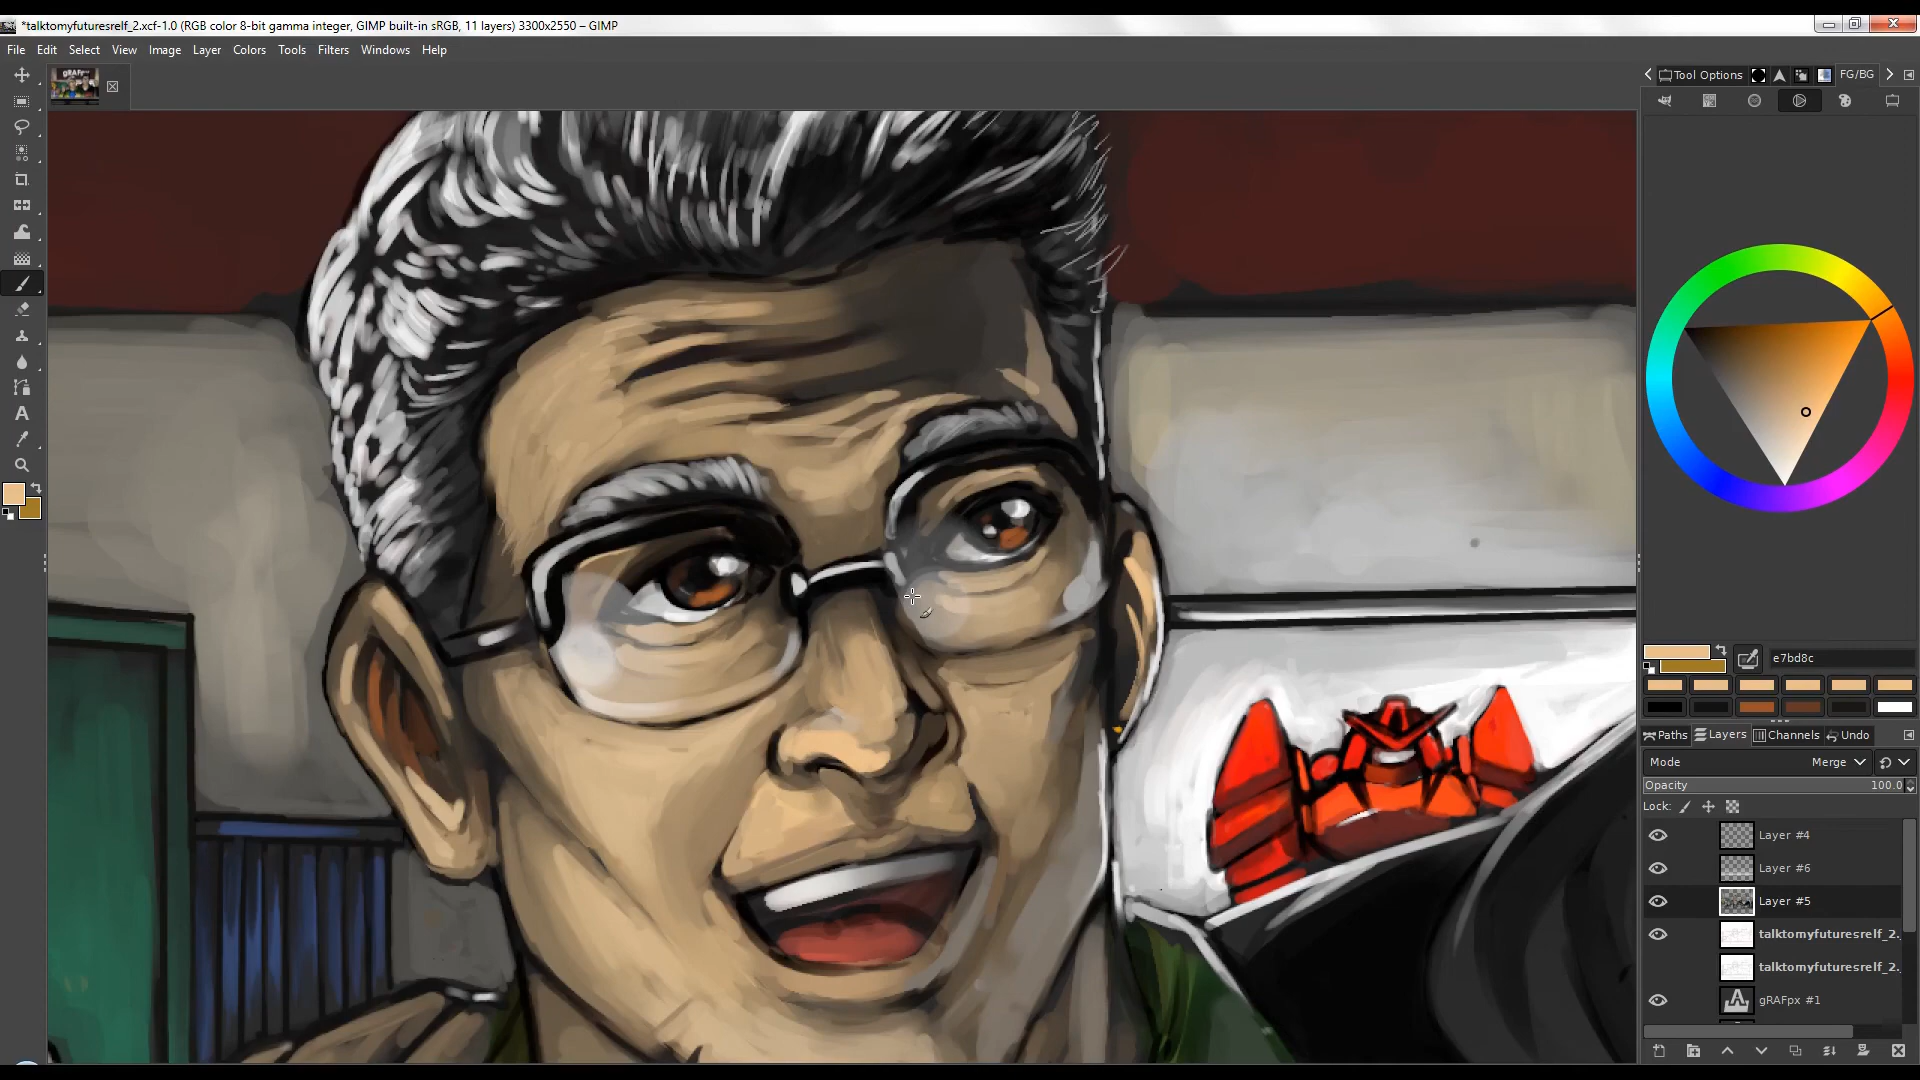 *talktomyfuturesrelf_2.xcf-1.0 (RGB color 8-bit gamma integer, GIMP built-in sRGB, 11 layers) 3300x2550 – GIMP
File Edit Select View Image Layer Colors Tools Filters Windows Help
Tool Options FG/BG
e7bd8c
Paths Layers Channels Undo
Mode Merge
Opacity 100.0
Lock:
Layer #4
Layer #6
Layer #5
talktomyfuturesrelf_2.
talktomyfuturesrelf_2.
gRAFpx #1